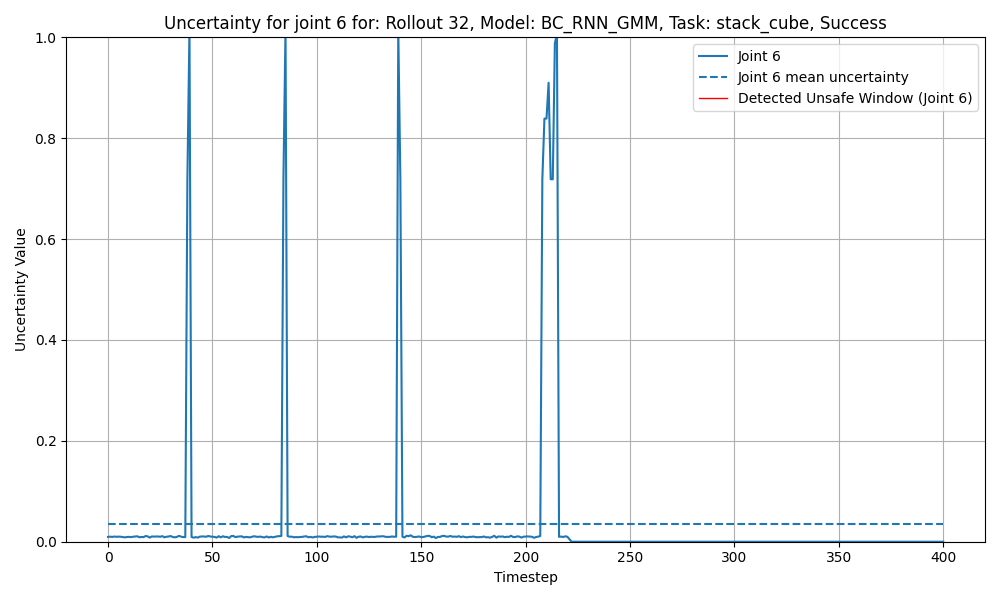 Uncertainty for joint 6 for: Rollout 32, Model: BC_RNN_GMM, Task: stack_cube, Success
Joint 6
Joint 6 mean uncertainty
Detected Unsafe Window (Joint 6)
Uncertainty Value
1.0
0.8
0.6
0.4
0.2
0.0
0 50 100 150 200 250 300 350 400
Timestep